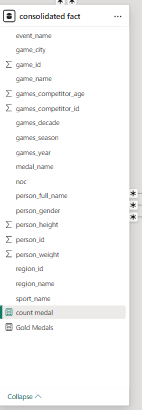 consolidated fact
event_name
game_city
game_id
game_name
games_competitor_age
games_competitor_id
games_decade
games_season
games_year
medal_name
noc
person_full_name
person_gender
person_height
person_id
person_weight
region_id
region_name
sport_name
count medal
Gold Medals
Collapse